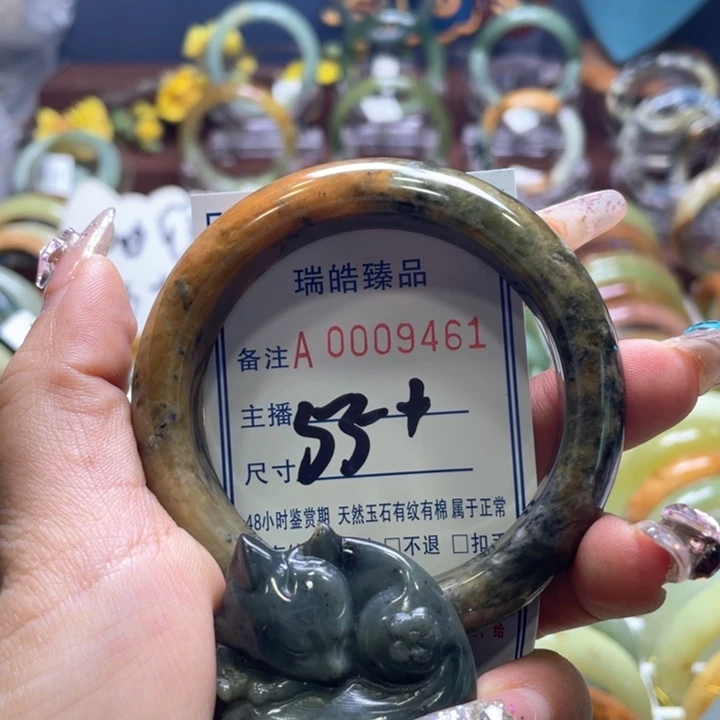 瑞皓臻品
备注 A 0009461
主播
尺寸 53+
48小时鉴赏期 天然玉石有纹有棉 属于正常
□不退 □扣手